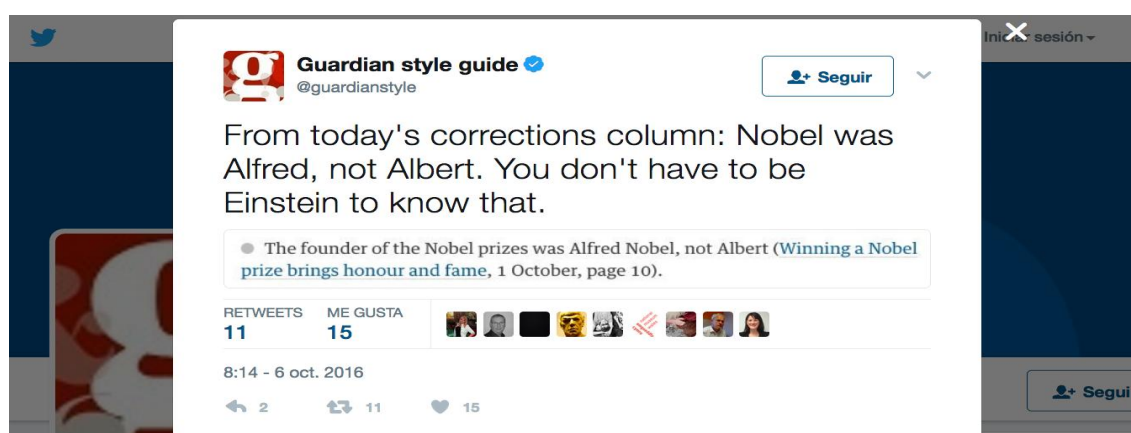 Iniciar sesión
Guardian style guide
@guardianstyle
Seguir
From today's corrections column: Nobel was
Alfred, not Albert. You don't have to be
Einstein to know that.
The founder of the Nobel prizes was Alfred Nobel, not Albert (Winning a Nobel
prize brings honour and fame, 1 October, page 10).
RETWEETS ME GUSTA
11 15
8:14 - 6 oct. 2016
2 11 15
Segui
g